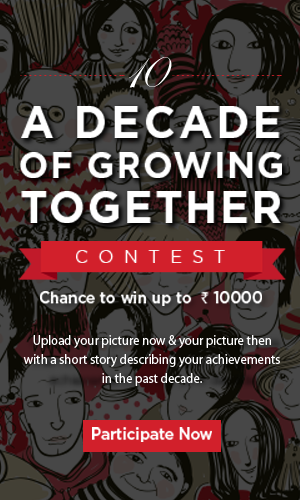 10
A DECADE
OF GROWING
TOGETHER
CONTEST
Chance to win up to ₹ 10000
Upload your picture now & your picture then
with a short story describing your achievements
in the past decade.
Participate Now